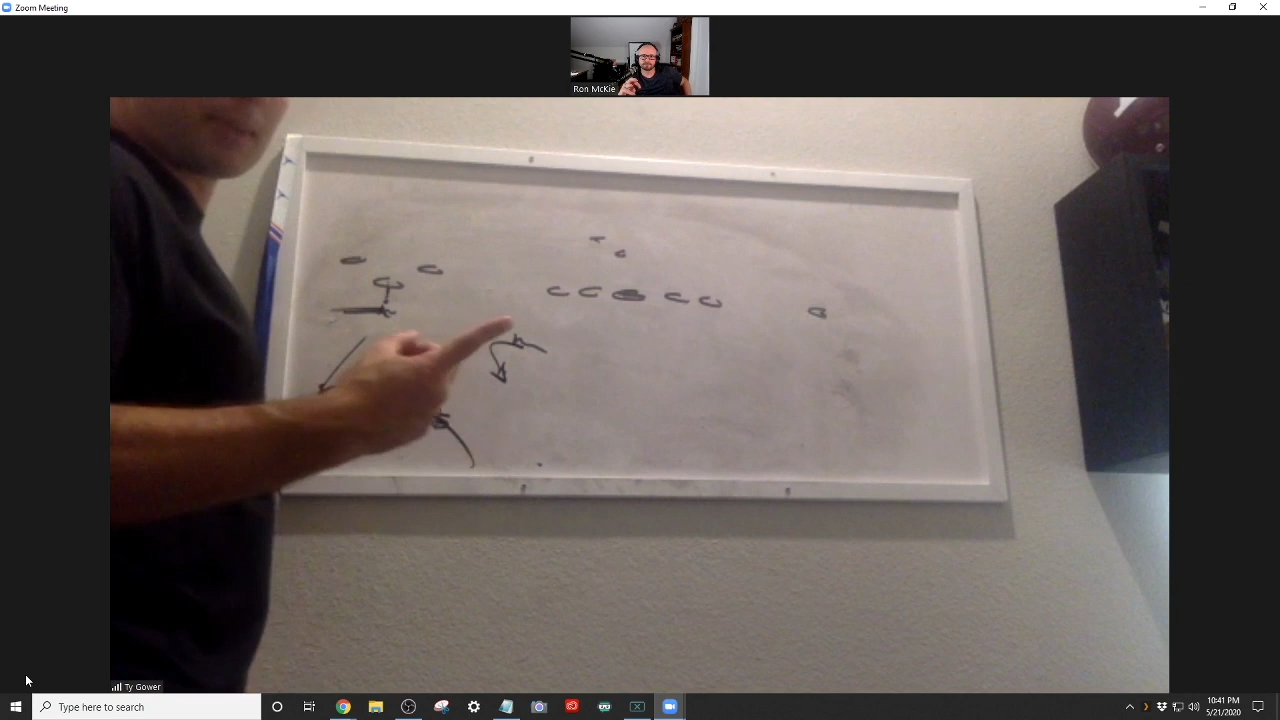 Zoom Meeting
Ron McKie
Ty Gower
Type here to search
10:41 PM
5/21/2020